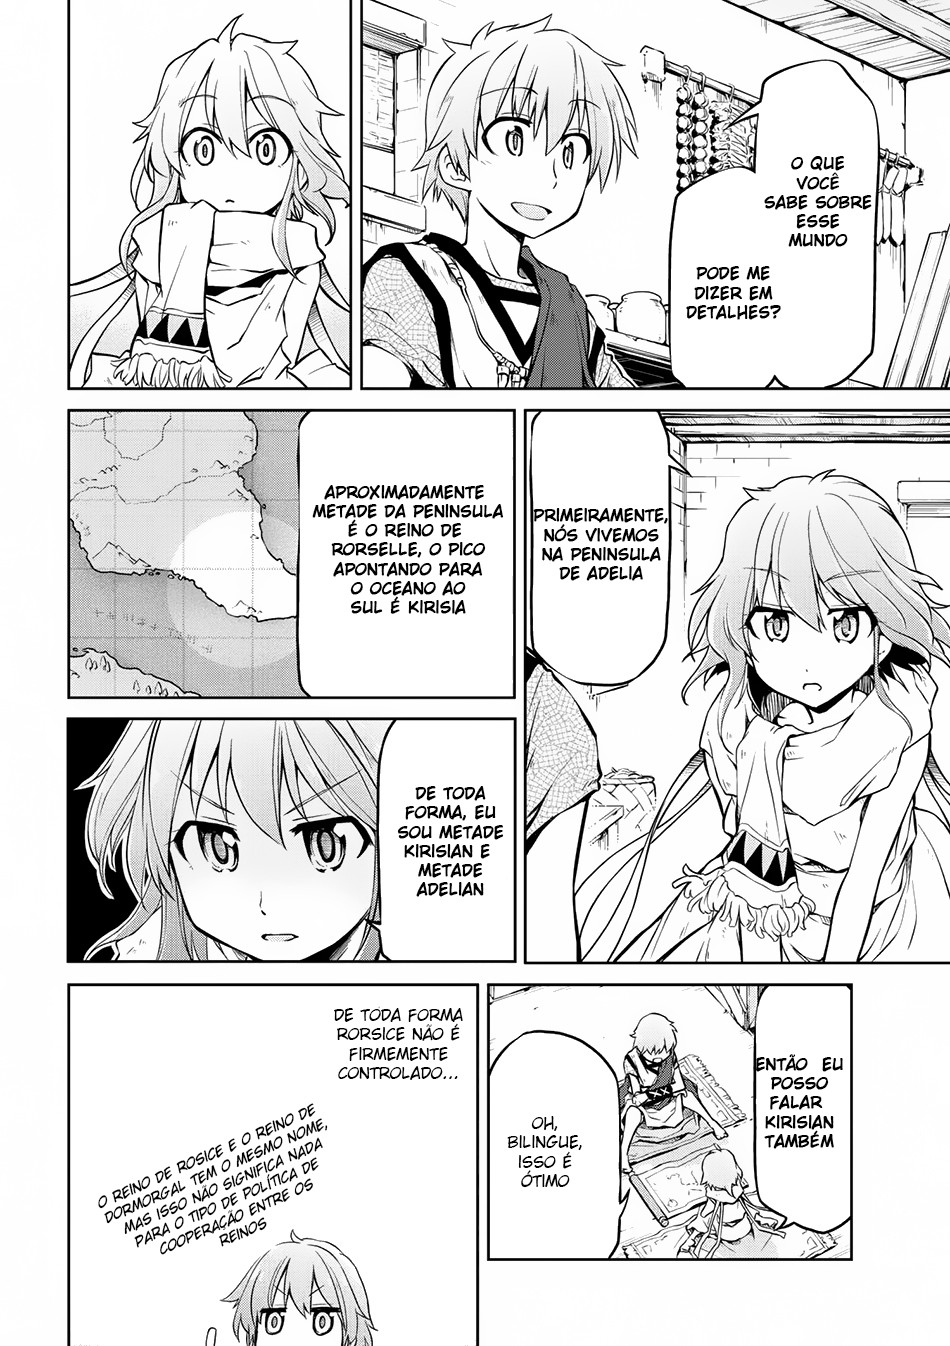 O QUE
VOCÊ
SABE SOBRE
ESSE
MUNDO
PODE ME
DIZER EM
DETALHES?
PRIMEIRAMENTE,
NÓS VIVEMOS
NA PENINSULA
DE ADELIA
APROXIMADAMENTE
METADE DA PENINSULA
É O REINO DE
RORSELLE, O PICO
APONTANDO PARA
O OCEANO AO
SUL É KIRISIA
DE TODA
FORMA, EU
SOU METADE
KIRISIAN E
METADE
ADELIAN
ENTÃO EU
POSSO
FALAR
KIRISIAN
TAMBÉM
OH,
BILINGUE,
ISSO É
ÓTIMO
DE TODA FORMA
RORSICE NÃO É
FIRMEMENTE
CONTROLADO...
O REINO DE ROSICE E O REINO DE
DORMORGAL TEM O MESMO NOME,
MAS ISSO NÃO SIGNIFICA NADA
PARA O TIPO DE POLÍTICA DE
COOPERAÇÃO ENTRE OS
REINOS